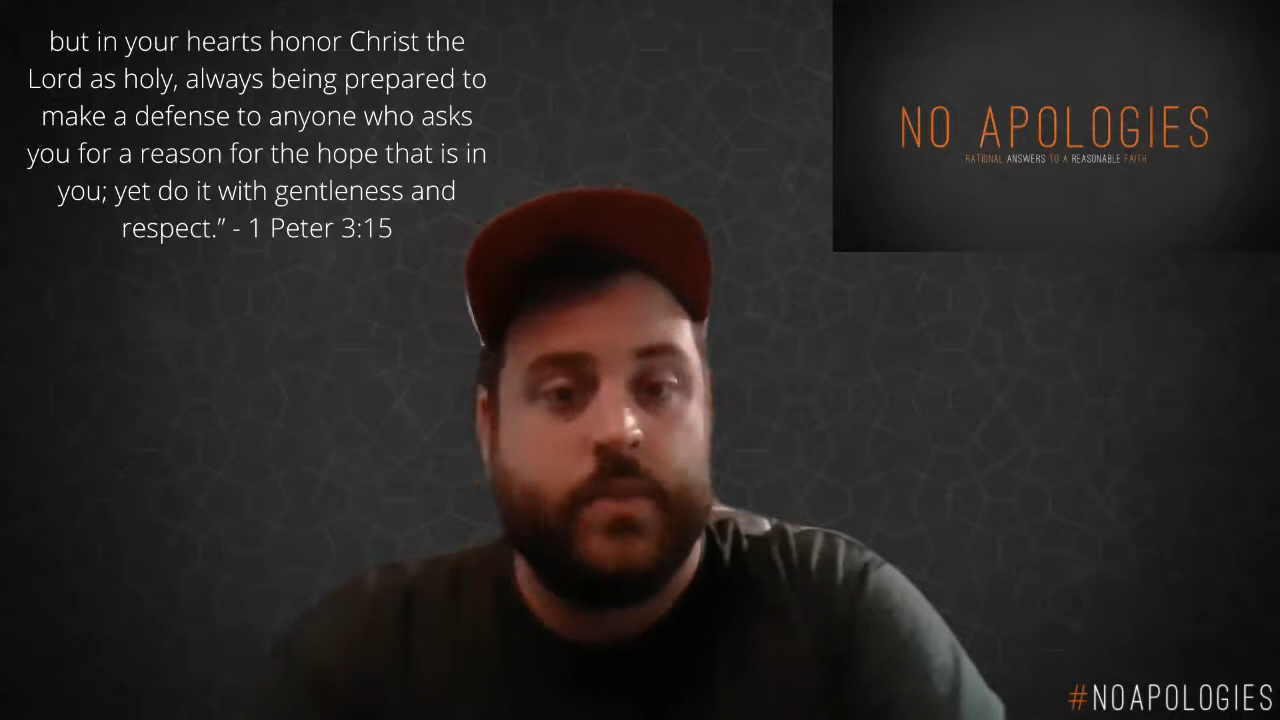 but in your hearts honor Christ the
Lord as holy, always being prepared to
make a defense to anyone who asks
you for a reason for the hope that is in
you; yet do it with gentleness and
respect.” - 1 Peter 3:15
NO APOLOGIES
RATIONAL ANSWERS TO A REASONABLE FAITH
#NOAPOLOGIES